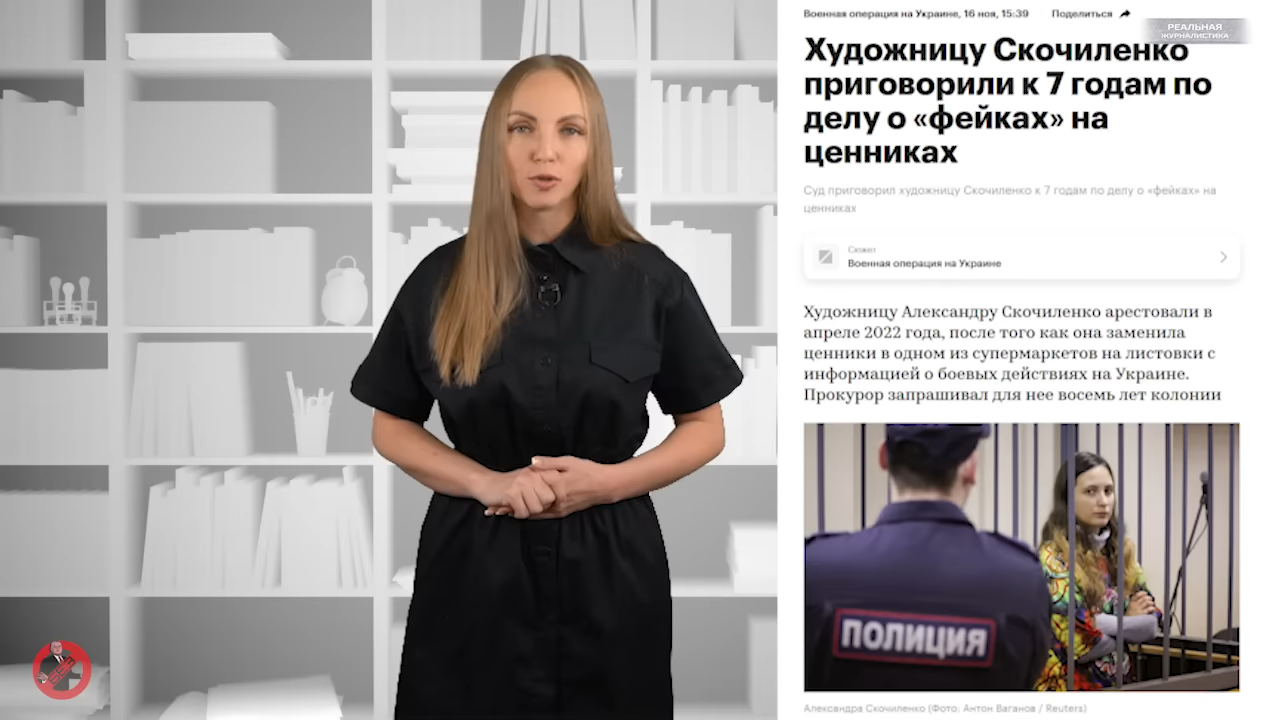 Военная операция на Украине, 16 ноя, 15:39 Поделиться
РЕАЛЬНАЯ
ЖУРНАЛИСТИКА
Художницу Скочиленко
приговорили к 7 годам по
делу о «фейках» на
ценниках
Суд приговорил художницу Скочиленко к 7 годам по делу о «фейках» на
ценниках
Сюжет
Военная операция на Украине
Художницу Александру Скочиленко арестовали в
апреле 2022 года, после того как она заменила
ценники в одном из супермаркетов на листовки с
информацией о боевых действиях на Украине.
Прокурор запрашивал для нее восемь лет колонии
ПОЛИЦИЯ
Александра Скочиленко (Фото: Антон Ваганов / Reuters)